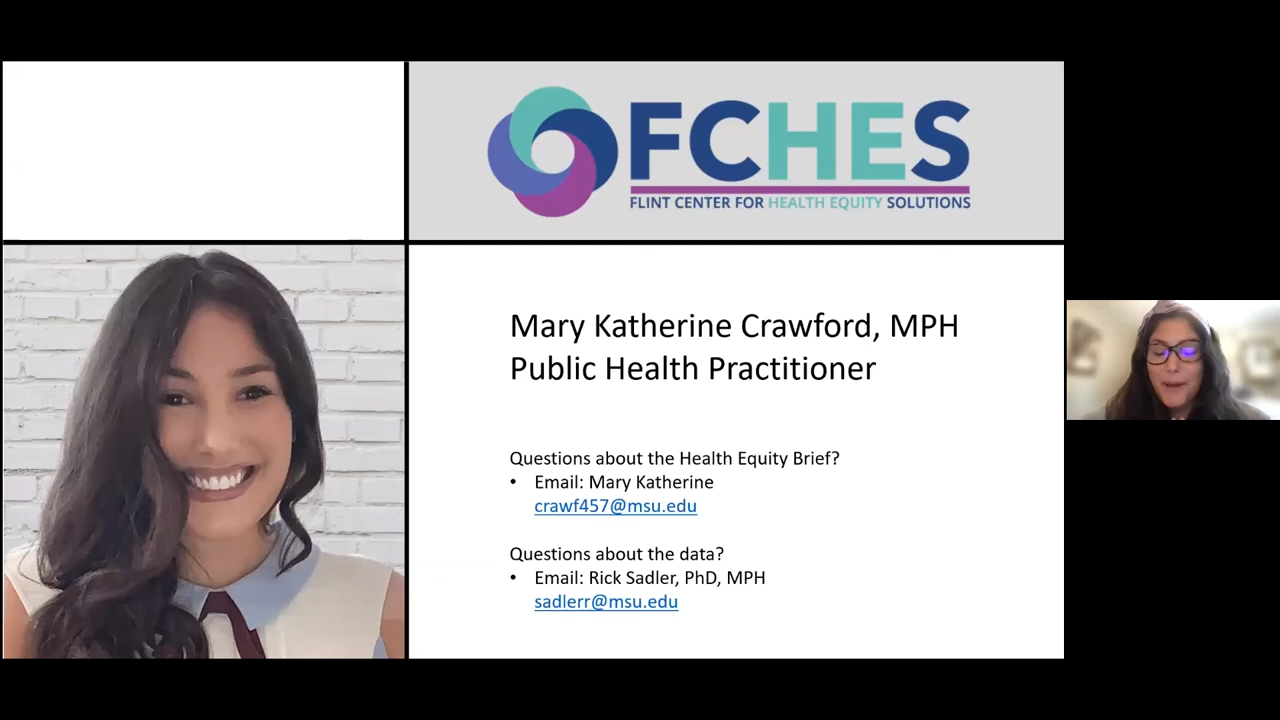 FCHES
FLINT CENTER FOR HEALTH EQUITY SOLUTIONS
Mary Katherine Crawford, MPH
Public Health Practitioner
Questions about the Health Equity Brief?
• Email: Mary Katherine
crawf457@msu.edu
Questions about the data?
• Email: Rick Sadler, PhD, MPH
sadlerr@msu.edu